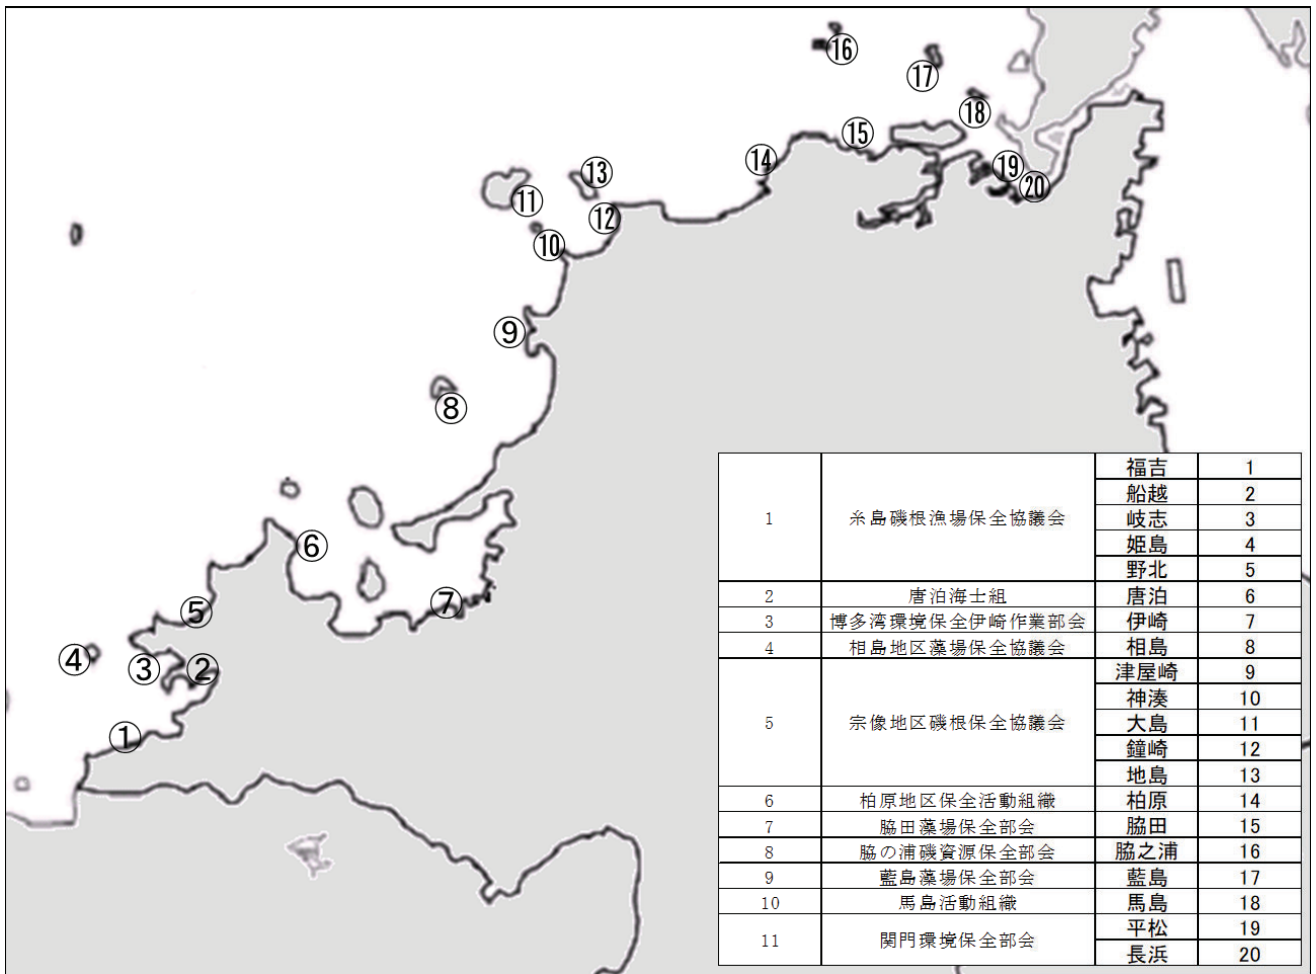 ⑯
⑰
⑱
⑮
⑭
⑲
⑳
⑬
⑪
⑫
⑩
⑨
⑧
⑥
⑦
⑤
④
③
②
①
1 糸島磯根漁場保全協議会 福吉 1
船越 2
岐志 3
姫島 4
野北 5
2 唐泊海士組 唐泊 6
3 博多湾環境保全伊崎作業部会 伊崎 7
4 相島地区藻場保全協議会 相島 8
5 宗像地区磯根保全協議会 津屋崎 9
神湊 10
大島 11
鐘崎 12
地島 13
6 柏原地区保全活動組織 柏原 14
7 脇田藻場保全部会 脇田 15
8 脇の浦磯資源保全部会 脇之浦 16
9 藍島藻場保全部会 藍島 17
10 馬島活動組織 馬島 18
11 関門環境保全部会 平松 19
長浜 20